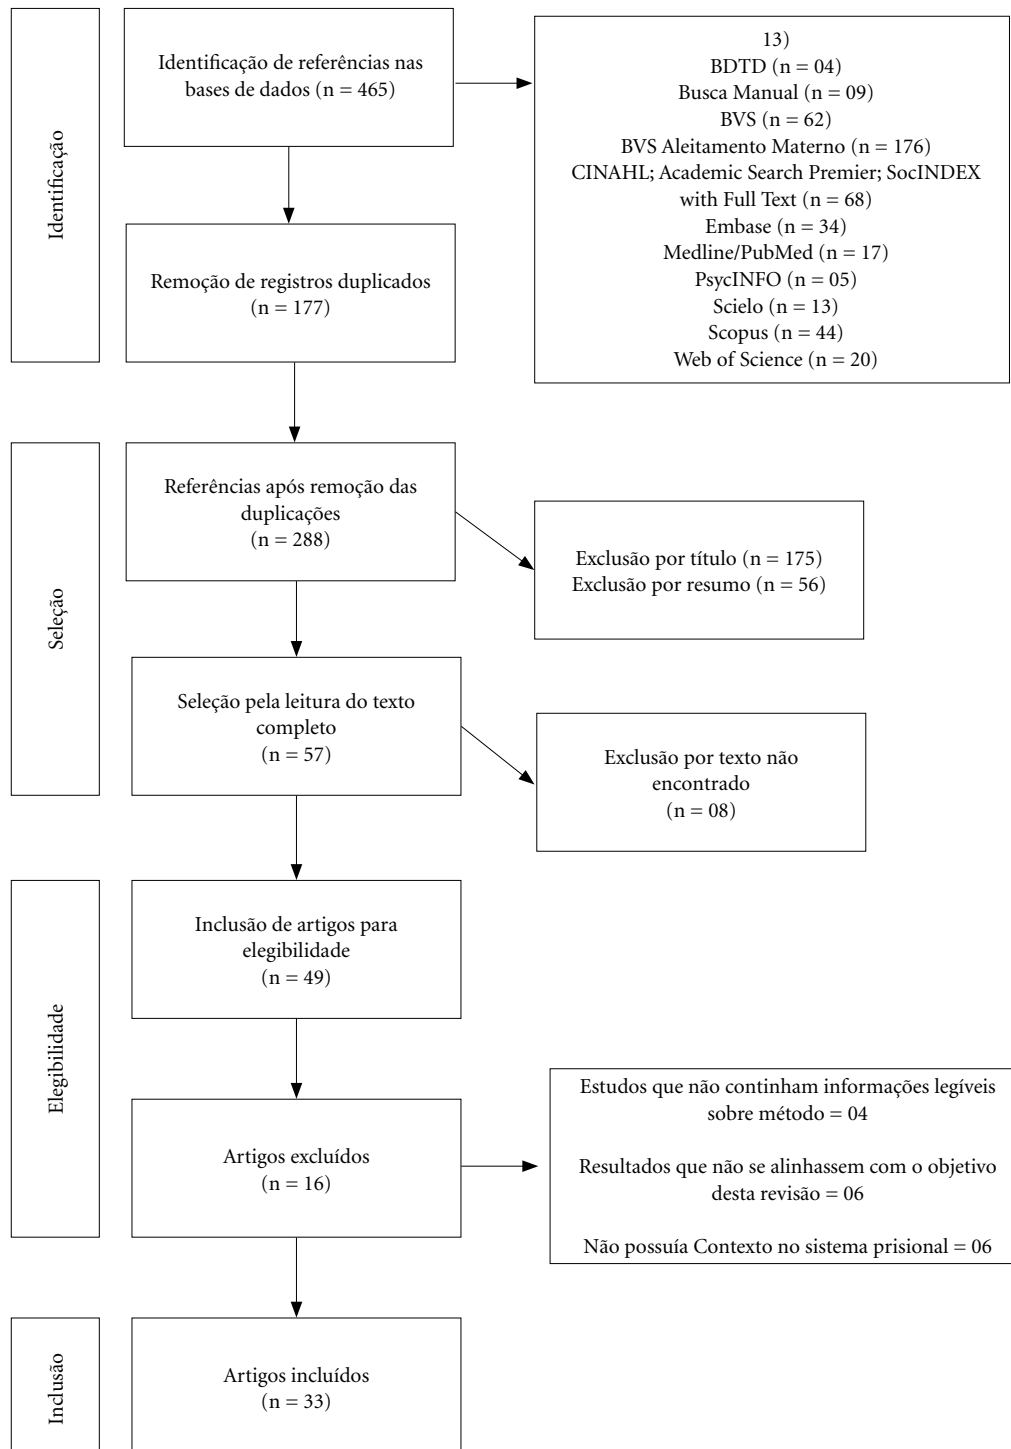 Identificação
Identificação de referências nas
bases de dados (n = 465)
13)
BDTD (n = 04)
Busca Manual (n = 09)
BVS (n = 62)
BVS Aleitamento Materno (n = 176)
CINAHL; Academic Search Premier; SocINDEX
with Full Text (n = 68)
Embase (n = 34)
Medline/PubMed (n = 17)
PsycINFO (n = 05)
Scielo (n = 13)
Scopus (n = 44)
Web of Science (n = 20)
Remoção de registros duplicados
(n = 177)
Seleção
Referências após remoção das
duplicações
(n = 288)
Exclusão por título (n = 175)
Exclusão por resumo (n = 56)
Seleção pela leitura do texto
completo
(n = 57)
Exclusão por texto não
encontrado
(n = 08)
Elegibilidade
Inclusão de artigos para
elegibilidade
(n = 49)
Artigos excluídos
(n = 16)
Estudos que não continham informações legíveis
sobre método = 04
Resultados que não se alinhassem com o objetivo
desta revisão = 06
Não possuía Contexto no sistema prisional = 06
Inclusão
Artigos incluídos
(n = 33)